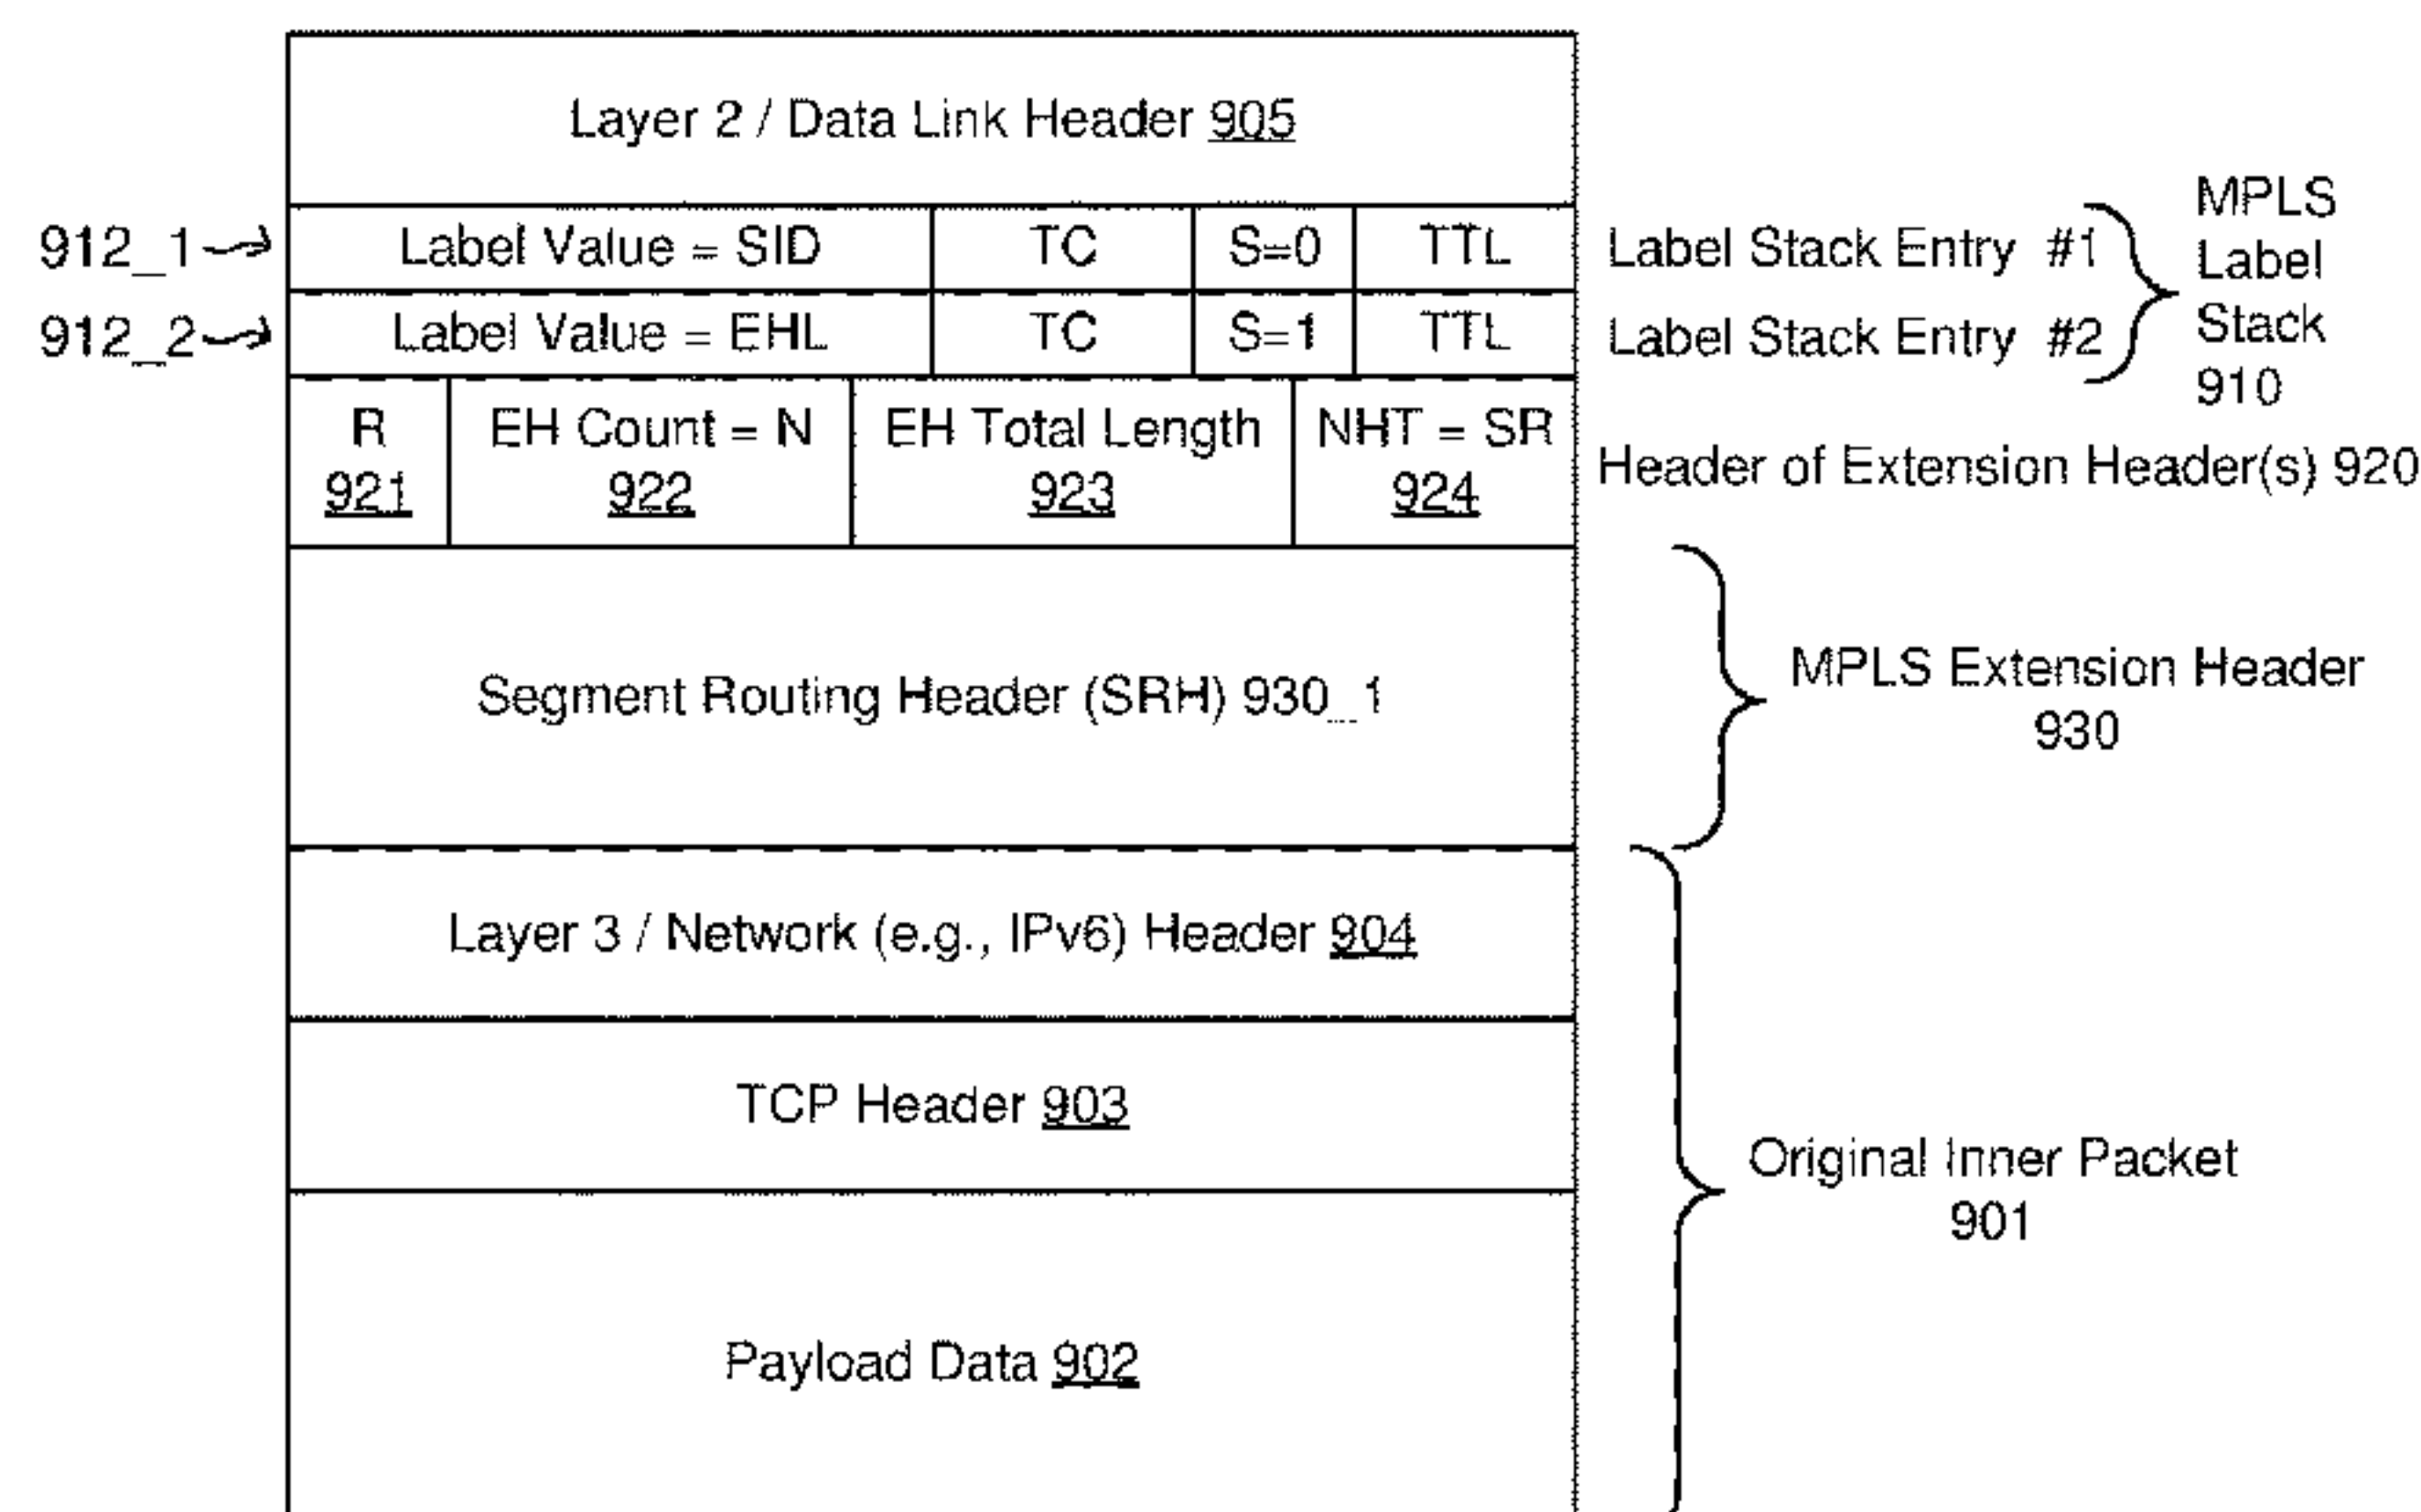 Layer 2 / Data Link Header 905
912_1 Label Value = SID TC S=0 TTL Label Stack Entry #1
912_2 Label Value = EHL TC S=1 TTL Label Stack Entry #2
MPLS
Label
Stack
910
R EH Count = N EH Total Length NHT = SR
921 922 923 924
Header of Extension Header(s) 920
Segment Routing Header (SRH) 930_1
MPLS Extension Header
930
Layer 3 / Network (e.g., IPv6) Header 904
TCP Header 903
Payload Data 902
Original Inner Packet
901